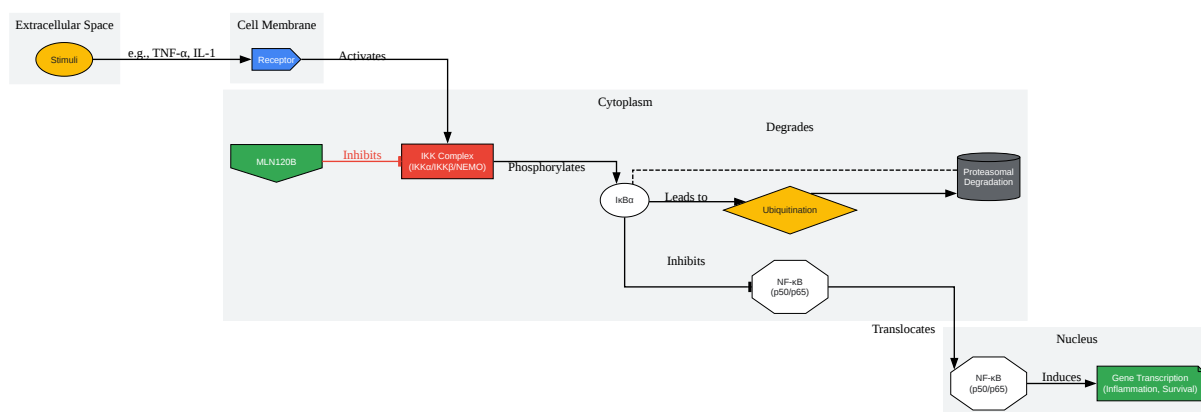 Extracellular Space
Cell Membrane
Stimuli
e.g., TNF-α, IL-1
Receptor
Activates
Cytoplasm
Degrades
MLN120B
Inhibits
IKK Complex
(IKKα/IKKβ/NEMO)
Phosphorylates
Proteasomal
Degradation
IκBα
Leads to
Ubiquitination
Inhibits
NF-κB
(p50/p65)
Translocates
Nucleus
NF-κB
(p50/p65)
Induces
Gene Transcription
(Inflammation, Survival)